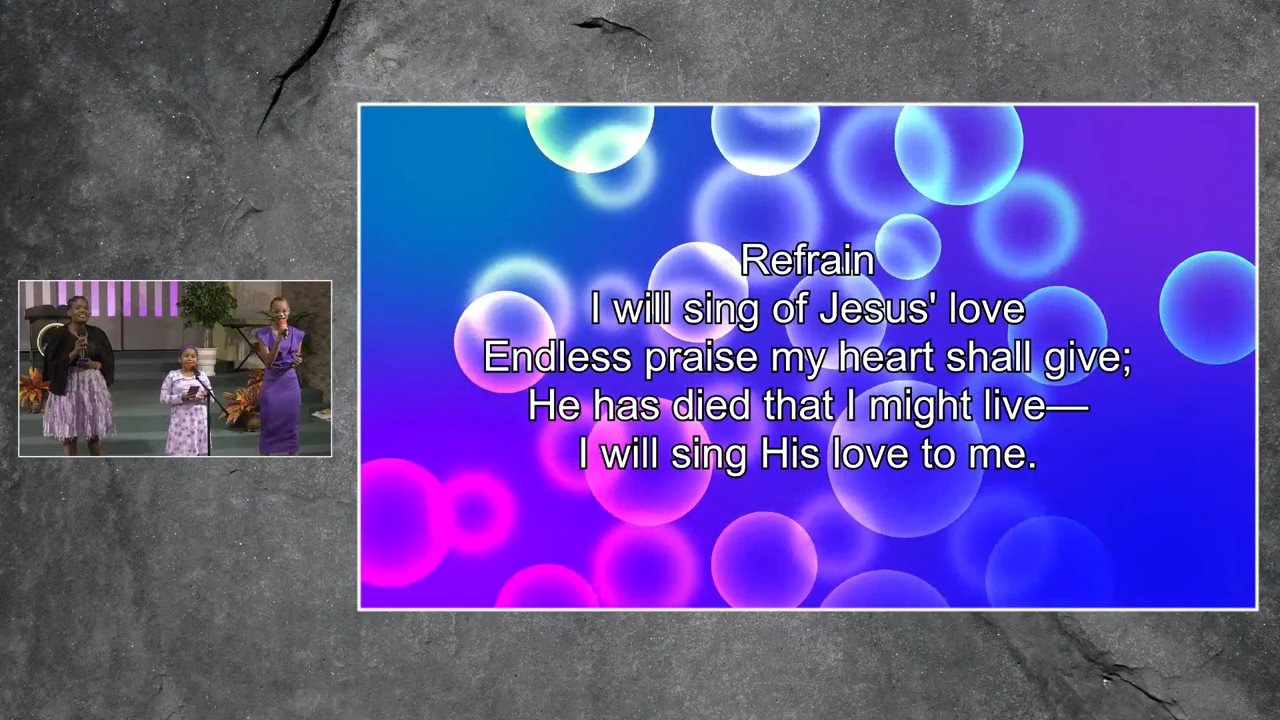 Refrain
I will sing of Jesus' love
Endless praise my heart shall give;
He has died that I might live—
I will sing His love to me.